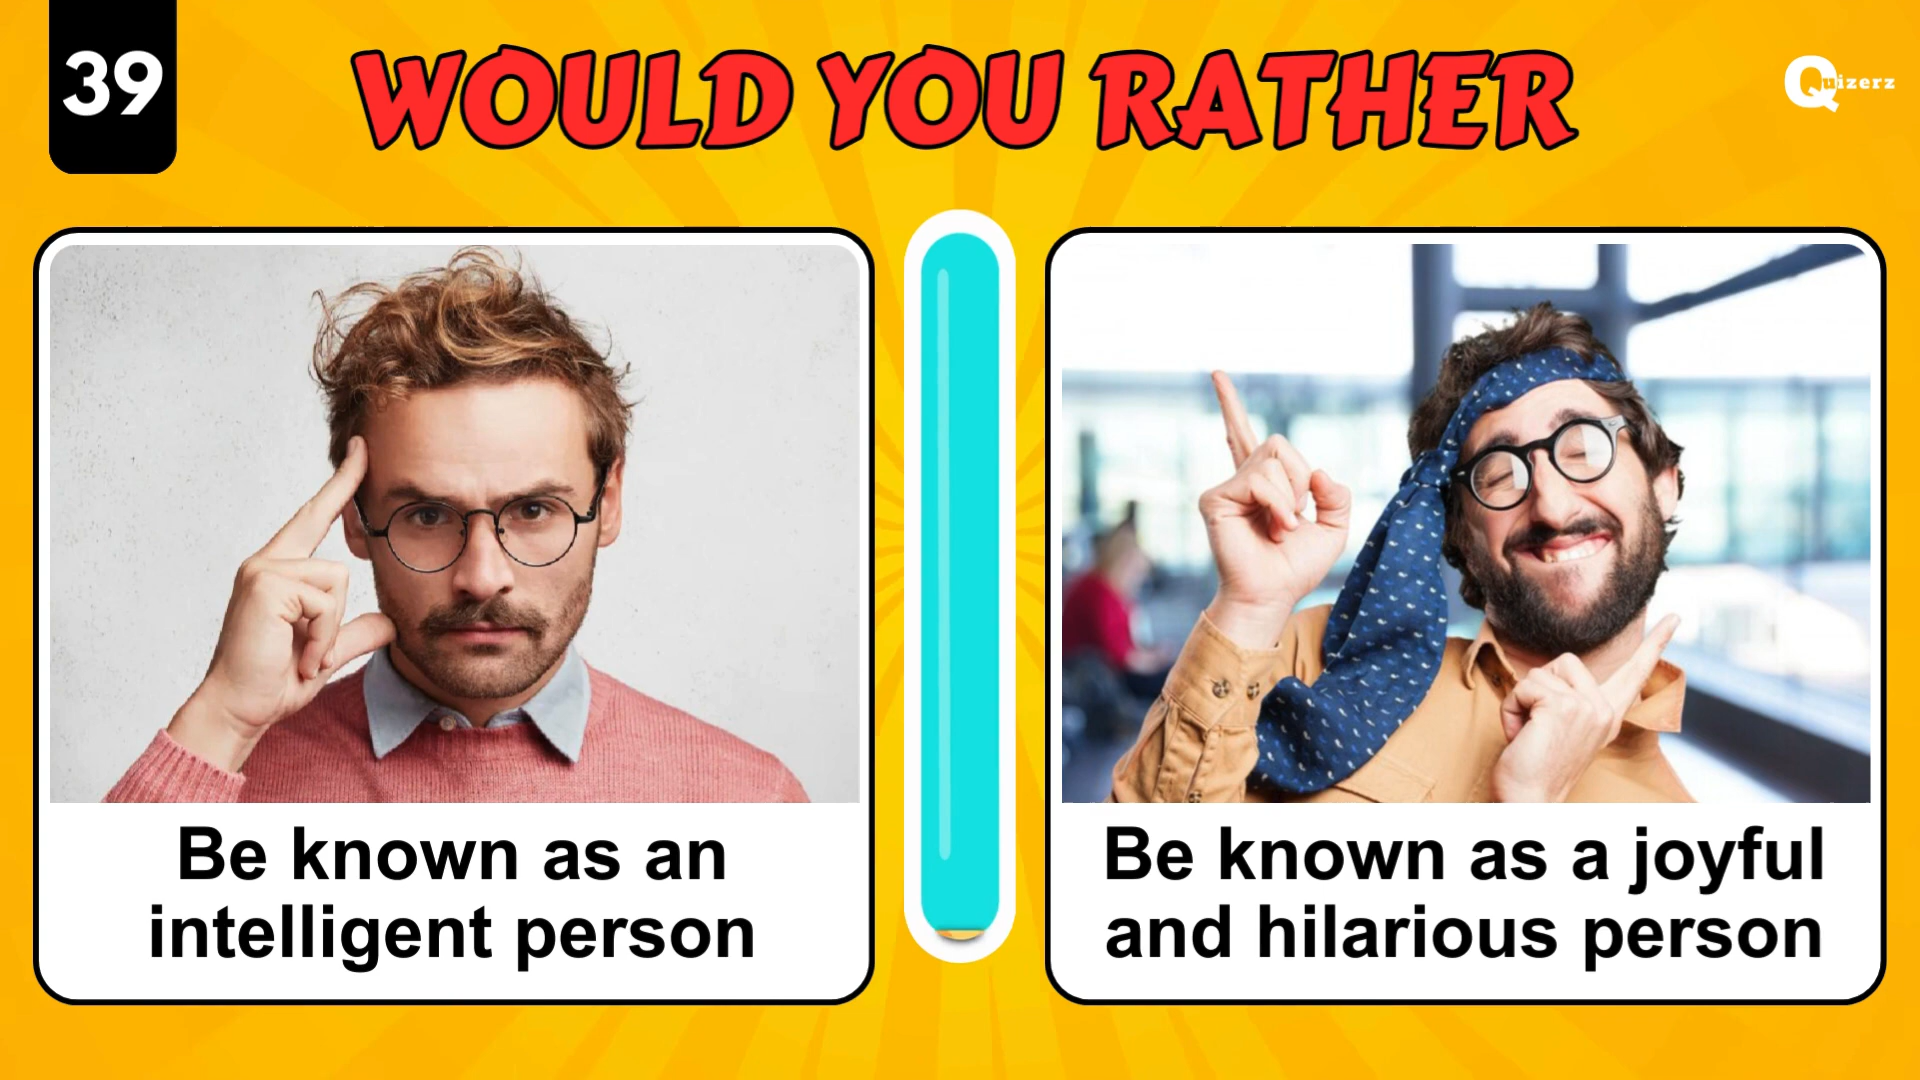 39
WOULD YOU RATHER
Quizerz
Be known as an
intelligent person
Be known as a joyful
and hilarious person